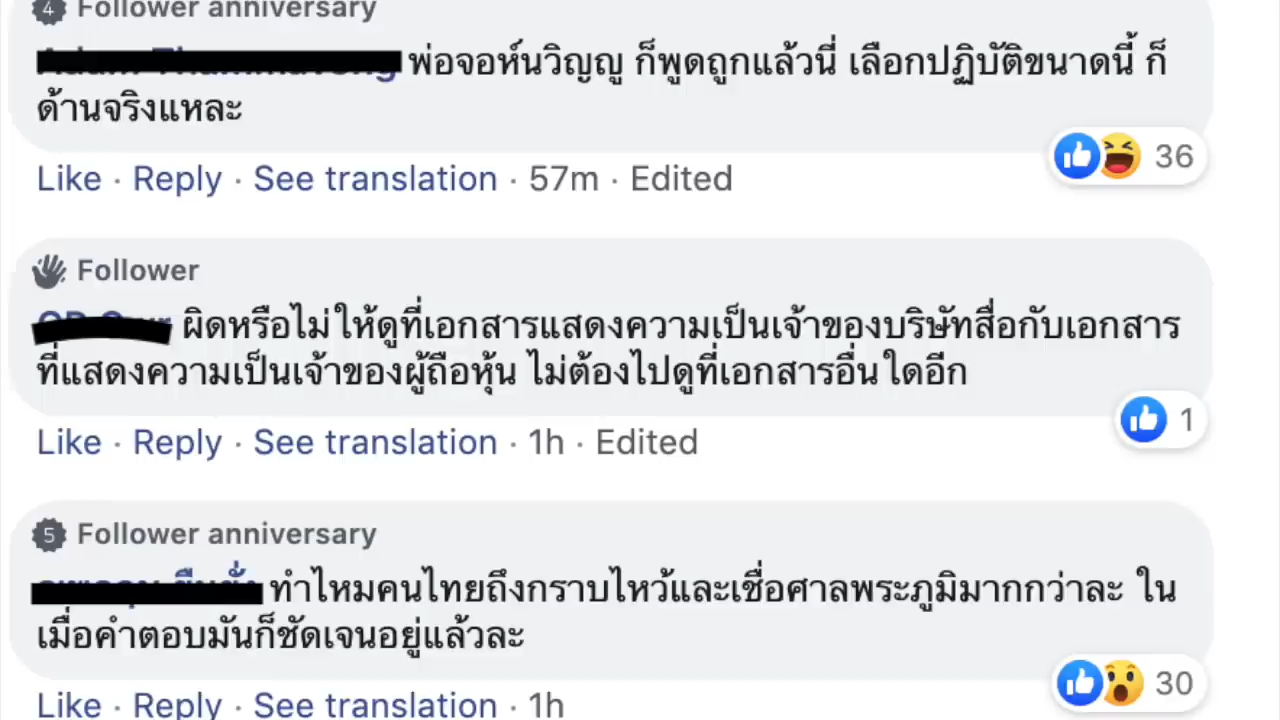 4 Follower anniversary
พ่อจอห์นวิญญู ก็พูดถูกแล้วนี่ เลือกปฏิบัติขนาดนี้ ก็
ด้านจริงแหละ
36
Like · Reply · See translation · 57m · Edited
Follower
ผิดหรือไม่ ให้ดูที่เอกสารแสดงความเป็นเจ้าของบริษัทสื่อกับเอกสาร
ที่แสดงความเป็นเจ้าของผู้ถือหุ้น ไม่ต้องไปดูที่เอกสารอื่นใดอีก
1
Like · Reply · See translation · 1h · Edited
5 Follower anniversary
ทำไหมคนไทยถึงกราบไหว้และเชื่อศาลพระภูมิมากกว่าละ ใน
เมื่อคำตอบมันก็ชัดเจนอยู่แล้วละ
30
Like · Reply · See translation · 1h